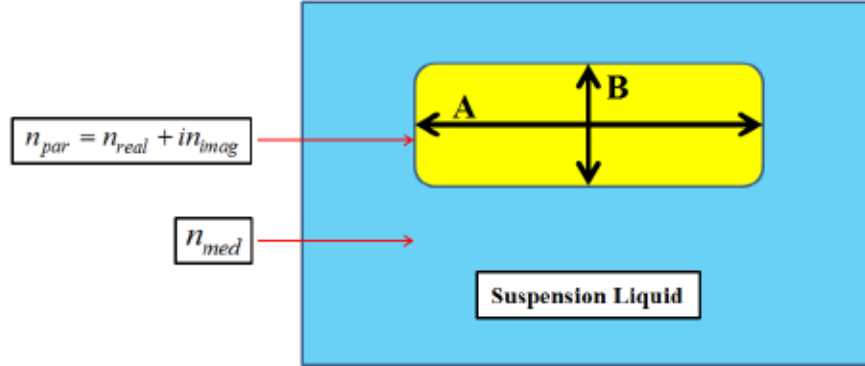 A
B
n_par = n_real + in_imag
n_med
Suspension Liquid